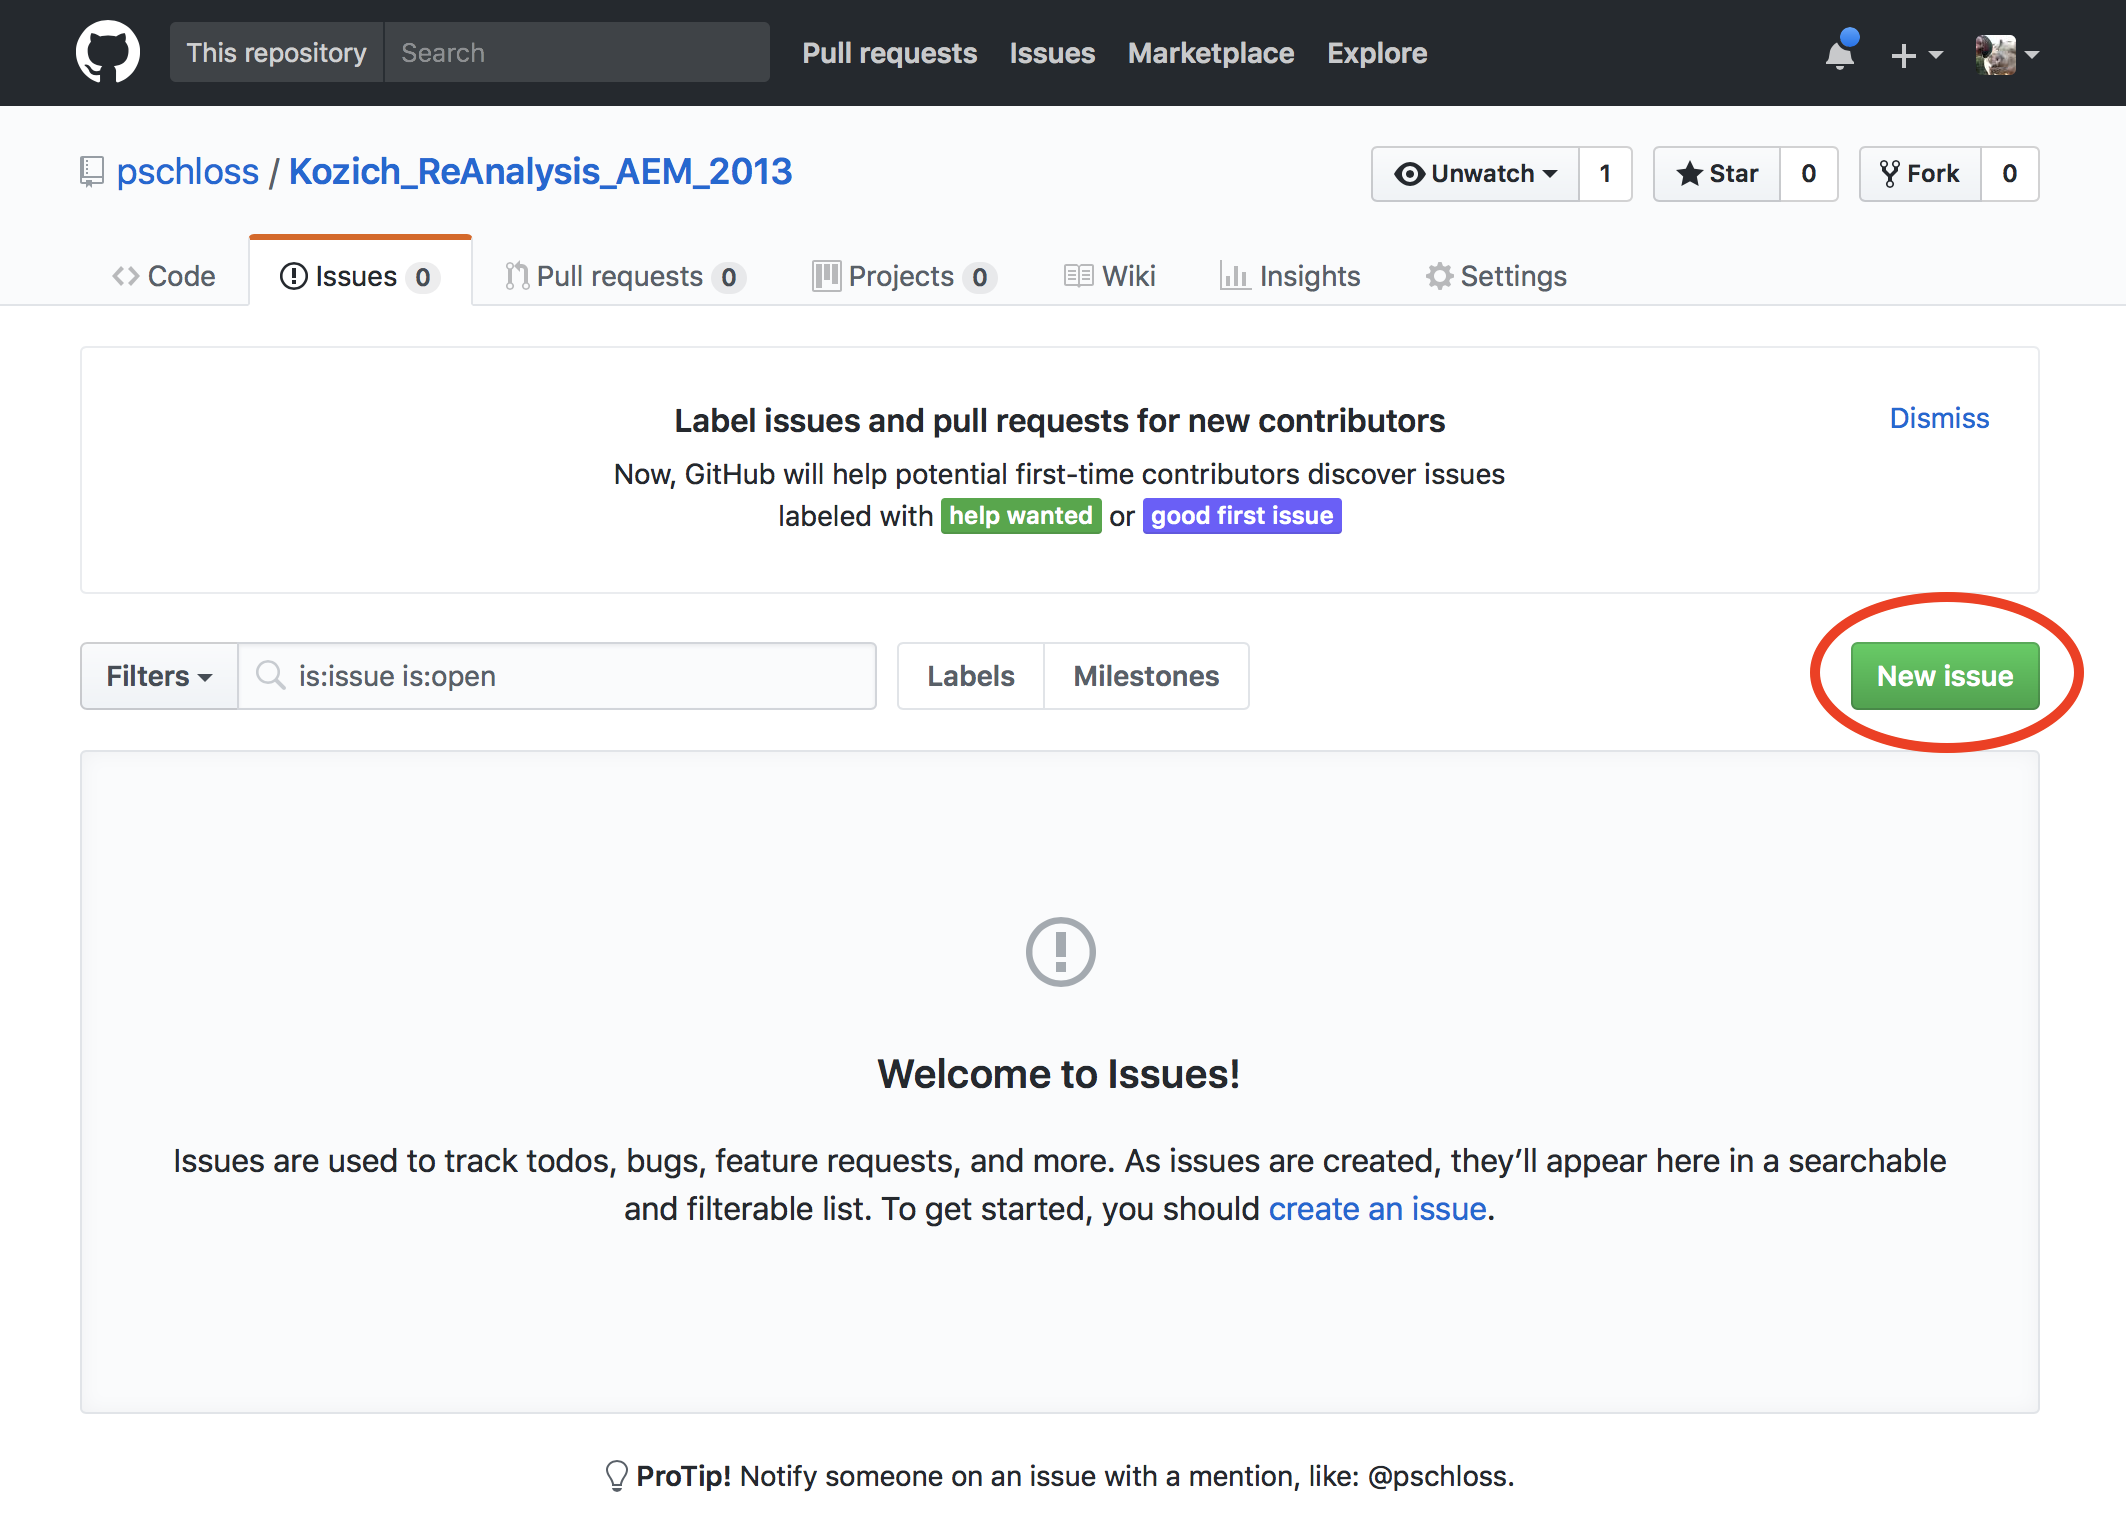 This repository Search Pull requests Issues Marketplace Explore
pschloss / Kozich_ReAnalysis_AEM_2013 Unwatch 1 Star 0 Fork 0
Code Issues 0 Pull requests 0 Projects 0 Wiki Insights Settings
Label issues and pull requests for new contributors
Dismiss
Now, GitHub will help potential first-time contributors discover issues
labeled with help wanted or good first issue
Filters is:issue is:open Labels Milestones New issue
Welcome to Issues!
Issues are used to track todos, bugs, feature requests, and more. As issues are created, they’ll appear here in a searchable
and filterable list. To get started, you should create an issue.
ProTip! Notify someone on an issue with a mention, like: @pschloss.